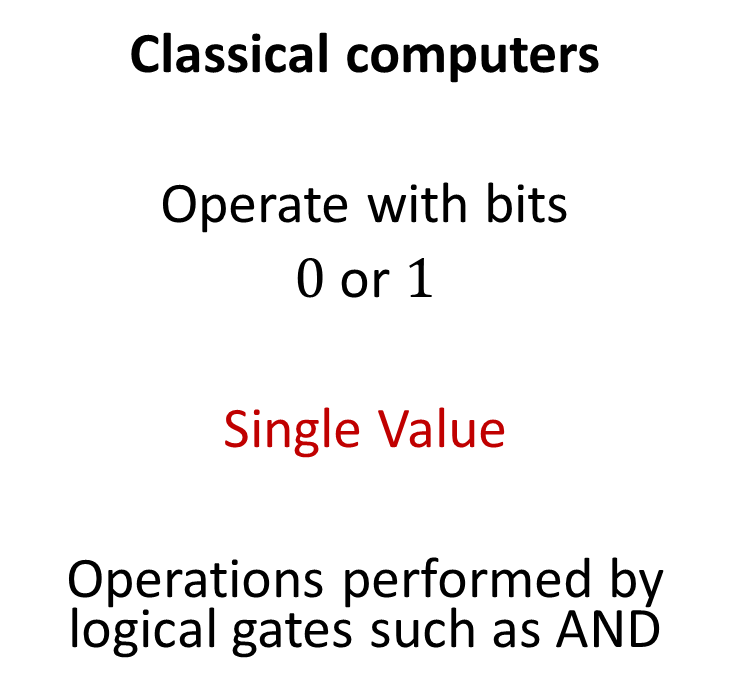 Classical computers
Operate with bits
0 or 1
Single Value
Operations performed by
logical gates such as AND